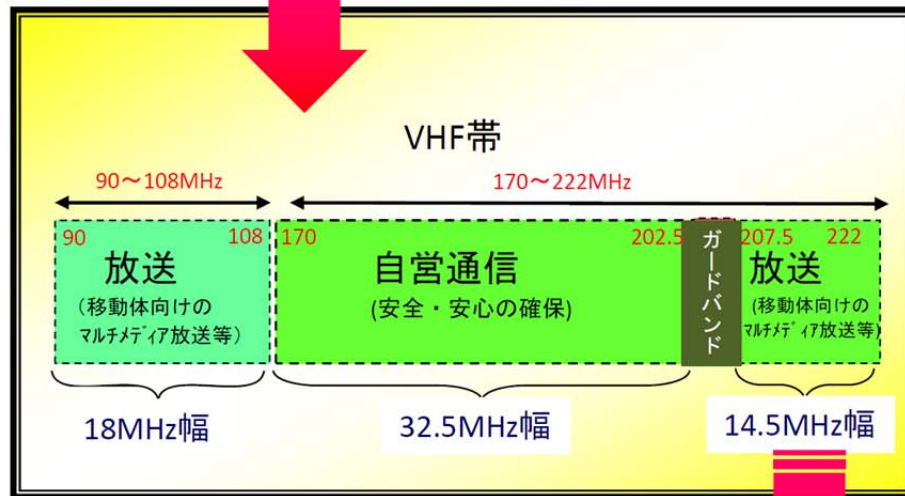 VHF帯
90～108MHz
170～222MHz
90
108
170
202.5
207.5
222
放送
(移動体向けの
マルチメディア放送等)
自営通信
(安全・安心の確保)
ガードバンド
放送
(移動体向けの
マルチメディア放送等)
18MHz幅
32.5MHz幅
14.5MHz幅